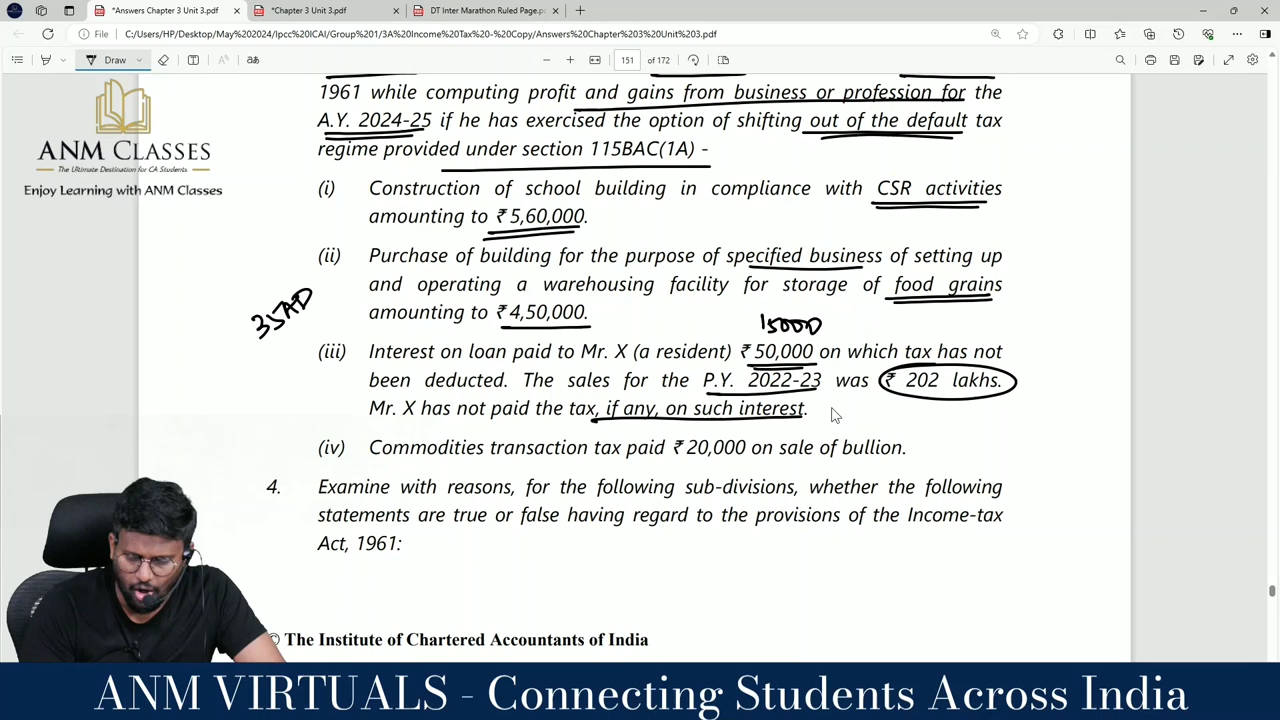 *Answers Chapter 3 Unit 3.pdf
*Chapter 3 Unit 3.pdf
DT Inter Marathon Ruled Page.p
File
C:/Users/HP/Desktop/May%202024/Ipcc%20ICAI/Group%201/3A%20Income%20Tax%20-%20Copy/Answers%20Chapter%203%20Unit%203.pdf
Draw
151 of 172
1961 while computing profit and gains from business or profession for the
A.Y. 2024-25 if he has exercised the option of shifting out of the default tax
regime provided under section 115BAC(1A) -
ANM CLASSES
The Ultimate Destination for CA Students
Enjoy Learning with ANM Classes
(i) Construction of school building in compliance with CSR activities
amounting to ₹ 5,60,000.
(ii) Purchase of building for the purpose of specified business of setting up
and operating a warehousing facility for storage of food grains
amounting to ₹ 4,50,000.
35AD
15000
(iii) Interest on loan paid to Mr. X (a resident) ₹ 50,000 on which tax has not
been deducted. The sales for the P.Y. 2022-23 was ₹ 202 lakhs.
Mr. X has not paid the tax, if any, on such interest.
(iv) Commodities transaction tax paid ₹ 20,000 on sale of bullion.
4. Examine with reasons, for the following sub-divisions, whether the following
statements are true or false having regard to the provisions of the Income-tax
Act, 1961:
© The Institute of Chartered Accountants of India
ANM VIRTUALS - Connecting Students Across India